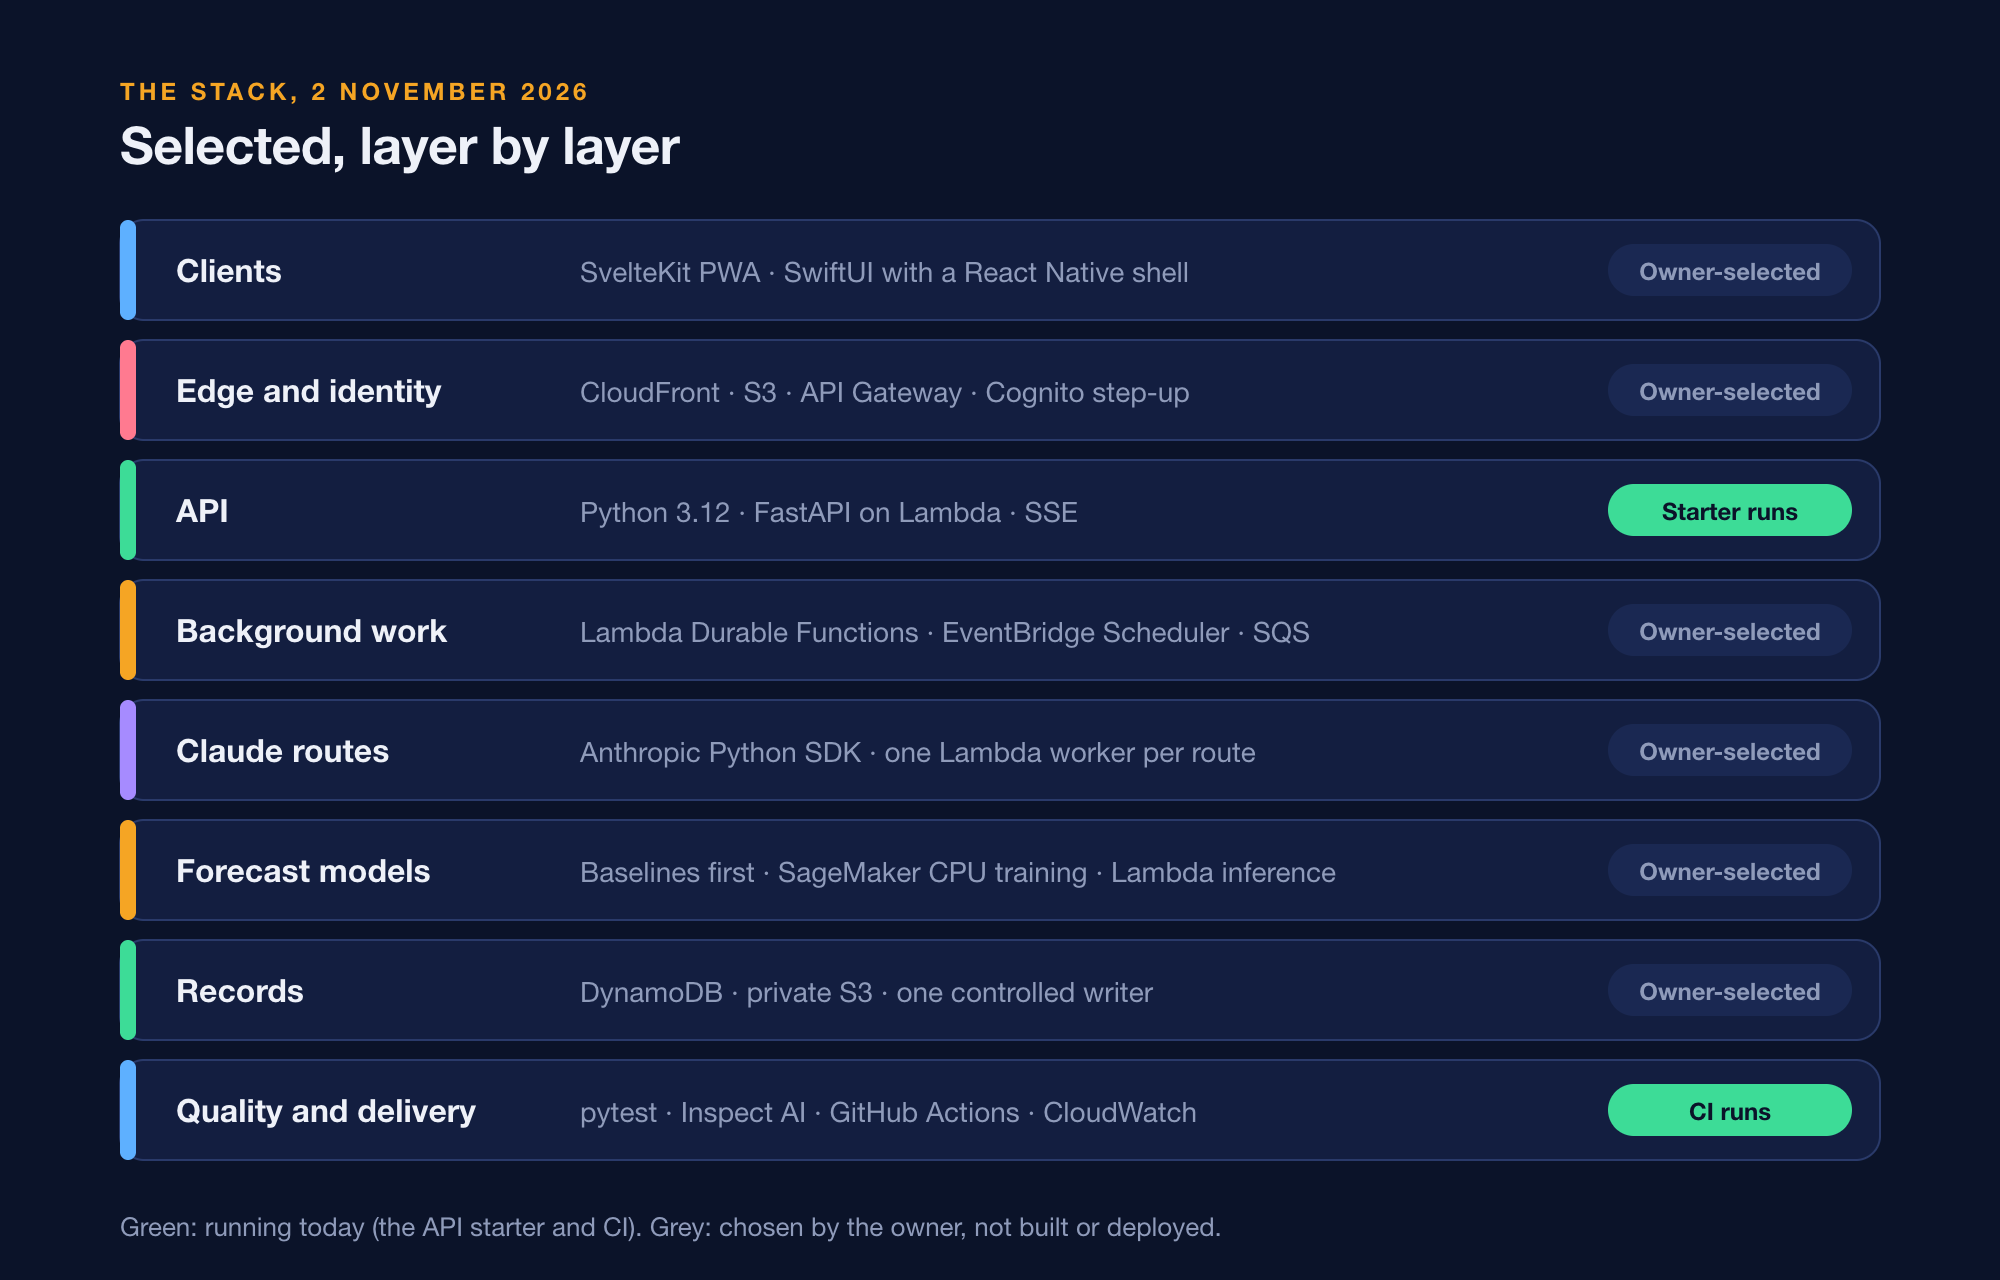 THE STACK, 2 NOVEMBER 2026
Selected, layer by layer
Clients SvelteKit PWA · SwiftUI with a React Native shell Owner-selected
Edge and identity CloudFront · S3 · API Gateway · Cognito step-up Owner-selected
API Python 3.12 · FastAPI on Lambda · SSE Starter runs
Background work Lambda Durable Functions · EventBridge Scheduler · SQS Owner-selected
Claude routes Anthropic Python SDK · one Lambda worker per route Owner-selected
Forecast models Baselines first · SageMaker CPU training · Lambda inference Owner-selected
Records DynamoDB · private S3 · one controlled writer Owner-selected
Quality and delivery pytest · Inspect AI · GitHub Actions · CloudWatch CI runs
Green: running today (the API starter and CI). Grey: chosen by the owner, not built or deployed.